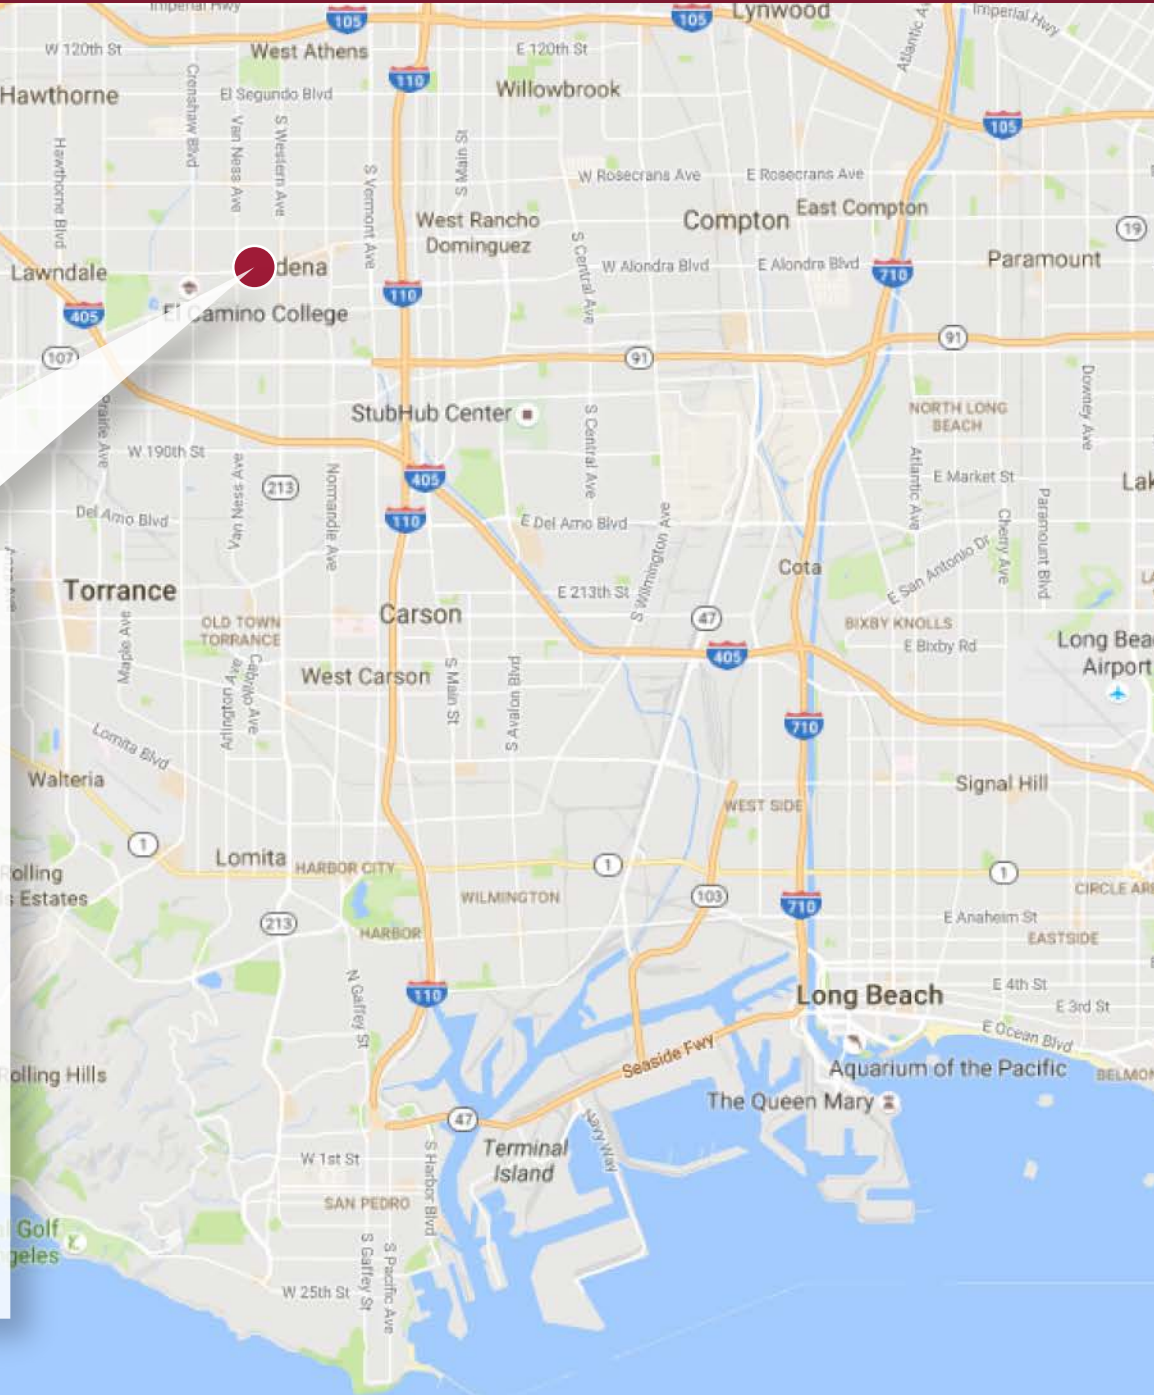 Imperial Hwy
105
105
Lynwood
Imperial Hwy
W 120th St
West Athens
E 120th St
Atlantic Av
110
Hawthorne
El Segundo Blvd
Willowbrook
105
Crenshaw Blvd
Van Ness Ave
S Western Ave
Hawthorne Blvd
S Vermont Ave
S Main St
W Rosecrans Ave
E Rosecrans Ave
West Rancho
Dominguez
Compton
East Compton
19
S Central Ave
Lawndale
dena
W Alondra Blvd
E Alondra Blvd
710
Paramount
110
405
El Camino College
107
91
91
Downey Ave
Prairie Ave
StubHub Center
S Central Ave
NORTH LONG
BEACH
W 190th St
Van Ness Ave
213
Normandie Ave
405
Atlantic Ave
E Market St
Lak
Del Amo Blvd
110
E Del Amo Blvd
S Wilmington Ave
Cherry Ave
Paramount Blvd
E San Antonio Dr
Torrance
Cota
LA
E 213th St
47
Maple Ave
OLD TOWN
TORRANCE
Carson
BIXBY KNOLLS
E Bixby Rd
Long Bea
Airport
405
Arlington Ave
Cabrillo Ave
West Carson
S Main St
S Avalon Blvd
710
Lomita Blvd
Walteria
WEST SIDE
Signal Hill
1
Lomita
HARBOR CITY
1
1
olling
s Estates
WILMINGTON
103
710
CIRCLE ARE
213
HARBOR
E Anaheim St
EASTSIDE
N Gaffey St
110
Long Beach
E 4th St
E 3rd St
E Ocean Blvd
Seaside Fwy
olling Hills
Aquarium of the Pacific
BELMON
The Queen Mary
47
Navy Way
Terminal
Island
W 1st St
S Harbor Blvd
SAN PEDRO
Golf
geles
S Gaffey St
S Pacific Ave
W 25th St